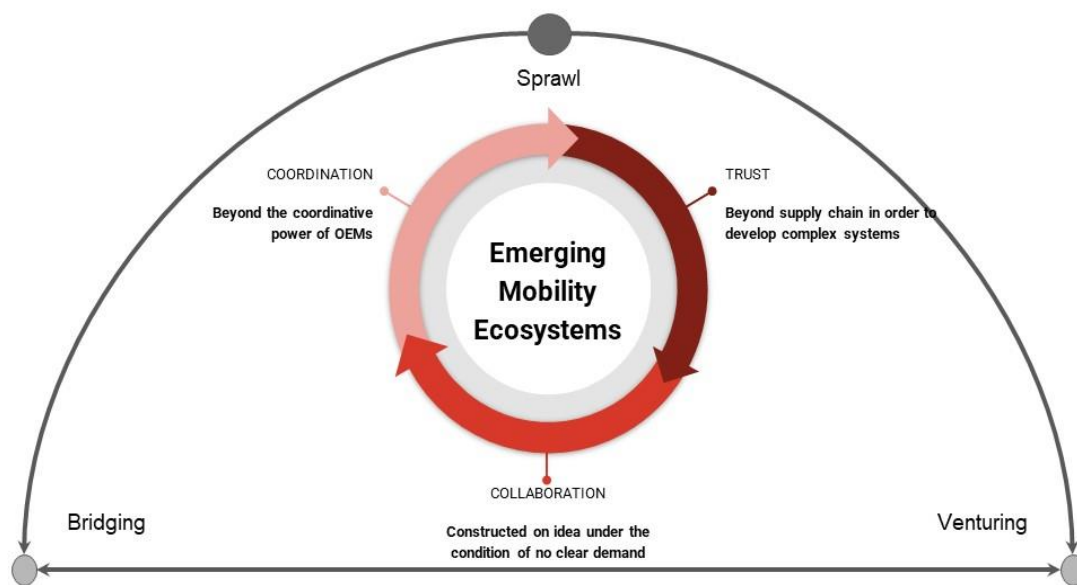 Sprawl
COORDINATION
Beyond the coordinative
power of OEMs
TRUST
Beyond supply chain in order to
develop complex systems
Emerging
Mobility
Ecosystems
COLLABORATION
Constructed on idea under the
condition of no clear demand
Bridging
Venturing